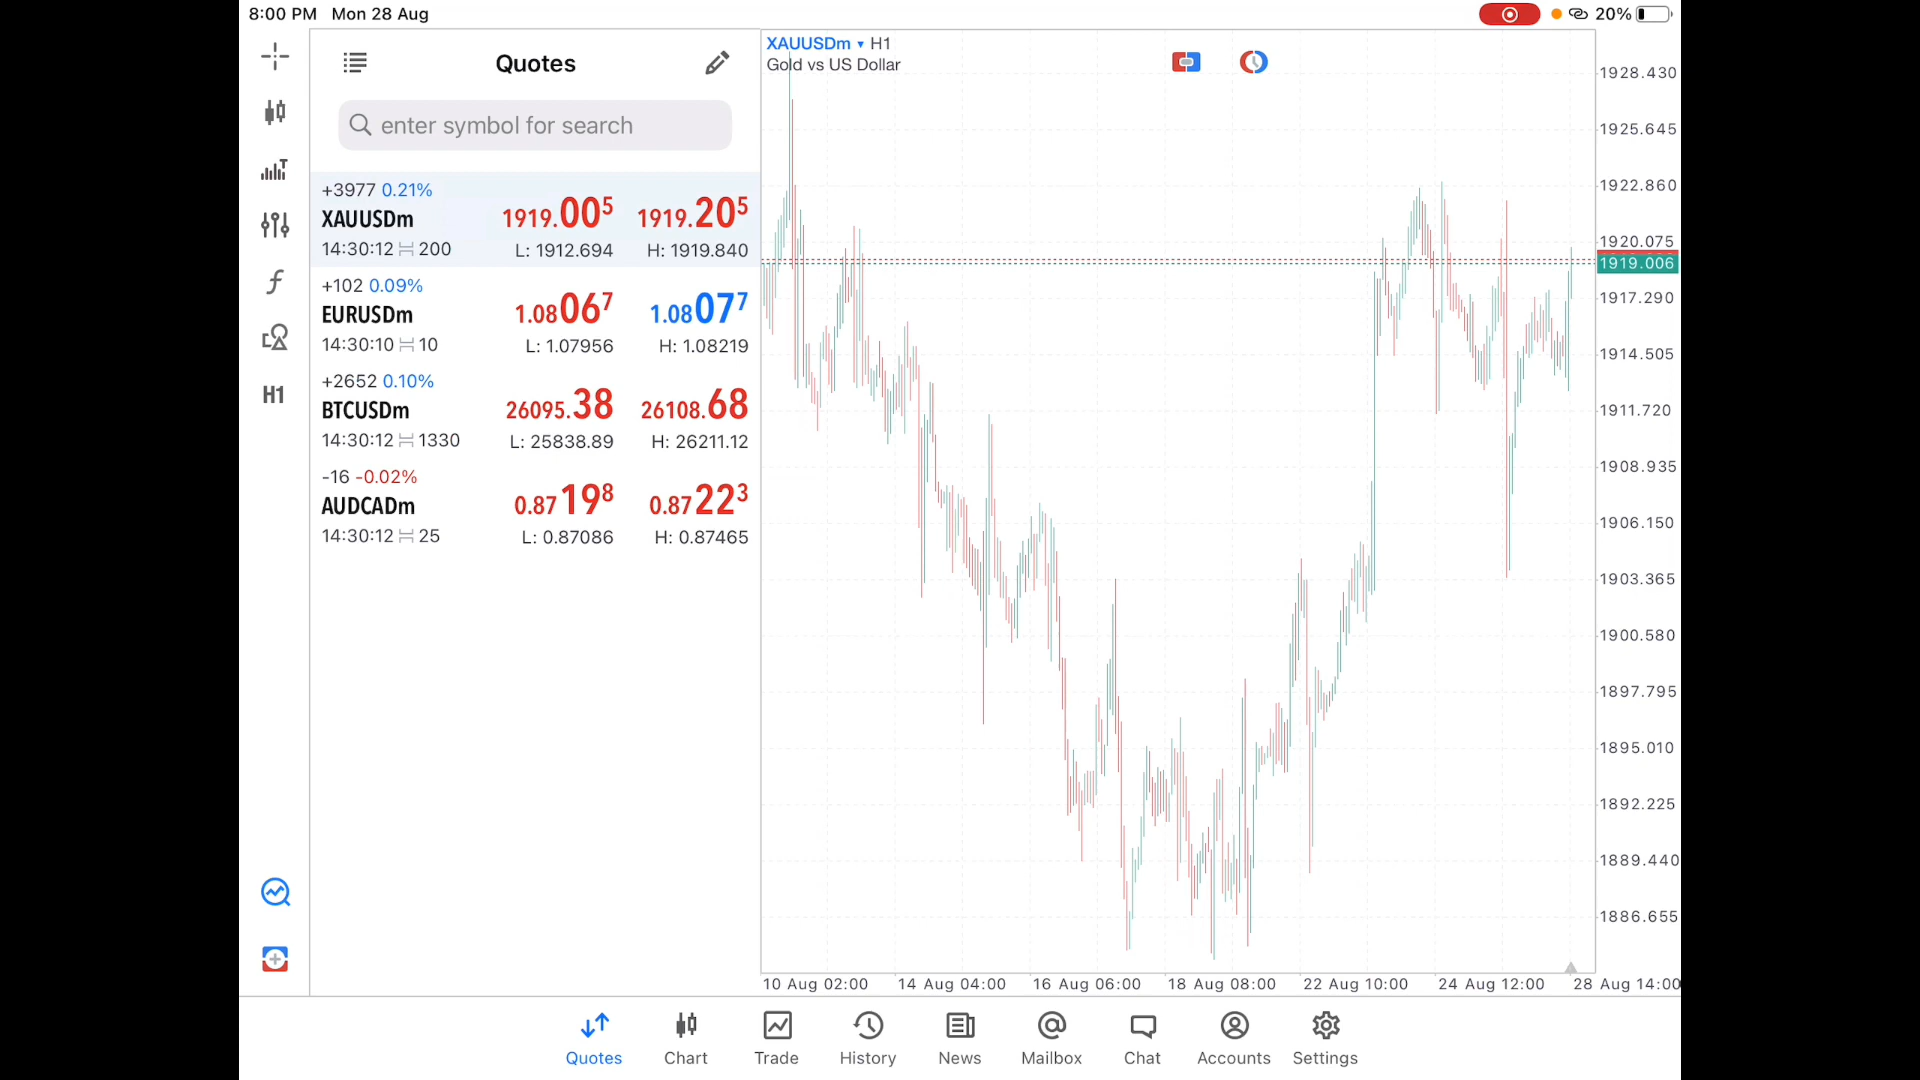 8:00 PM Mon 28 Aug
20%
Quotes
enter symbol for search
+3977 0.21%
XAUUSDm 1919.005 1919.205
14:30:12 200 L: 1912.694 H: 1919.840
+102 0.09%
EURUSDm 1.08067 1.08077
14:30:10 10 L: 1.07956 H: 1.08219
+2652 0.10%
BTCUSDm 26095.38 26108.68
14:30:12 1330 L: 25838.89 H: 26211.12
-16 -0.02%
AUDCADm 0.87198 0.87223
14:30:12 25 L: 0.87086 H: 0.87465
H1
XAUUSDm H1
Gold vs US Dollar
1928.430
1925.645
1922.860
1920.075
1919.006
1917.290
1914.505
1911.720
1908.935
1906.150
1903.365
1900.580
1897.795
1895.010
1892.225
1889.440
1886.655
10 Aug 02:00 14 Aug 04:00 16 Aug 06:00 18 Aug 08:00 22 Aug 10:00 24 Aug 12:00 28 Aug 14:00
Quotes Chart Trade History News Mailbox Chat Accounts Settings